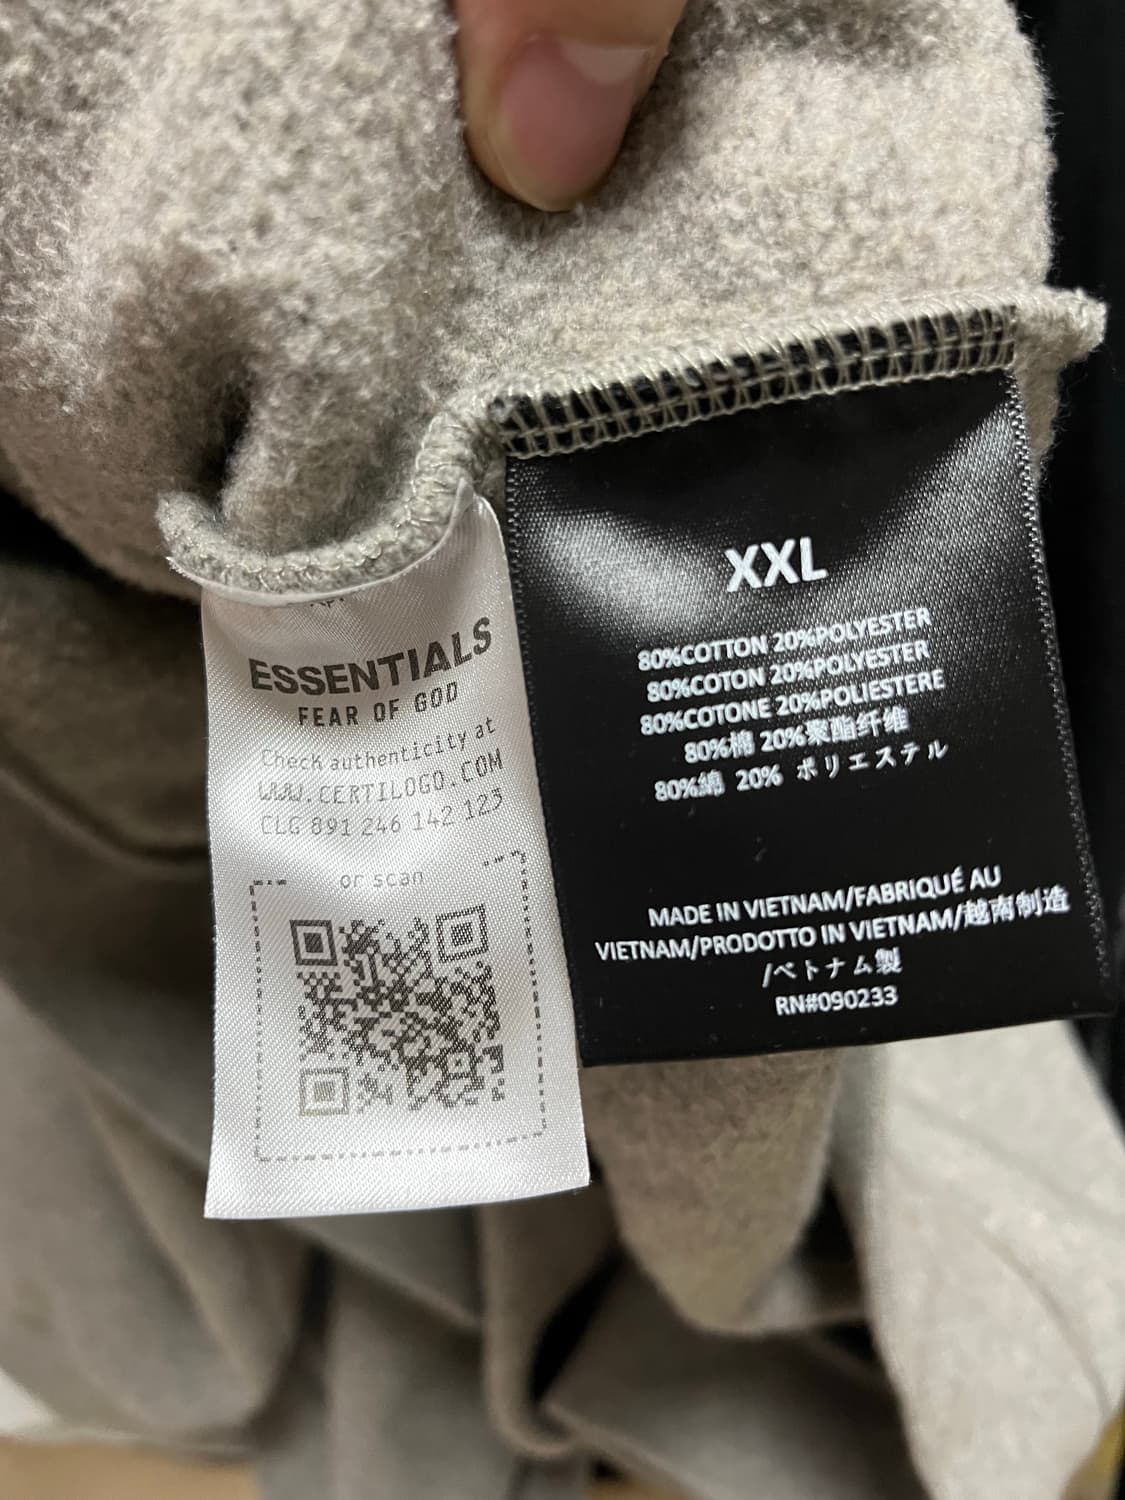 ESSENTIALS
FEAR OF GOD
Check authenticity at
WWW.CERTILOGO.COM
CLG 891 246 142 123
or scan
XXL
80%COTTON 20%POLYESTER
80%COTON 20%POLYESTER
80%COTONE 20%POLIESTERE
80%棉 20%聚酯纤维
80%綿 20% ポリエステル
MADE IN VIETNAM/FABRIQUÉ AU
VIETNAM/PRODOTTO IN VIETNAM/越南制造
/ベトナム製
RN#090233